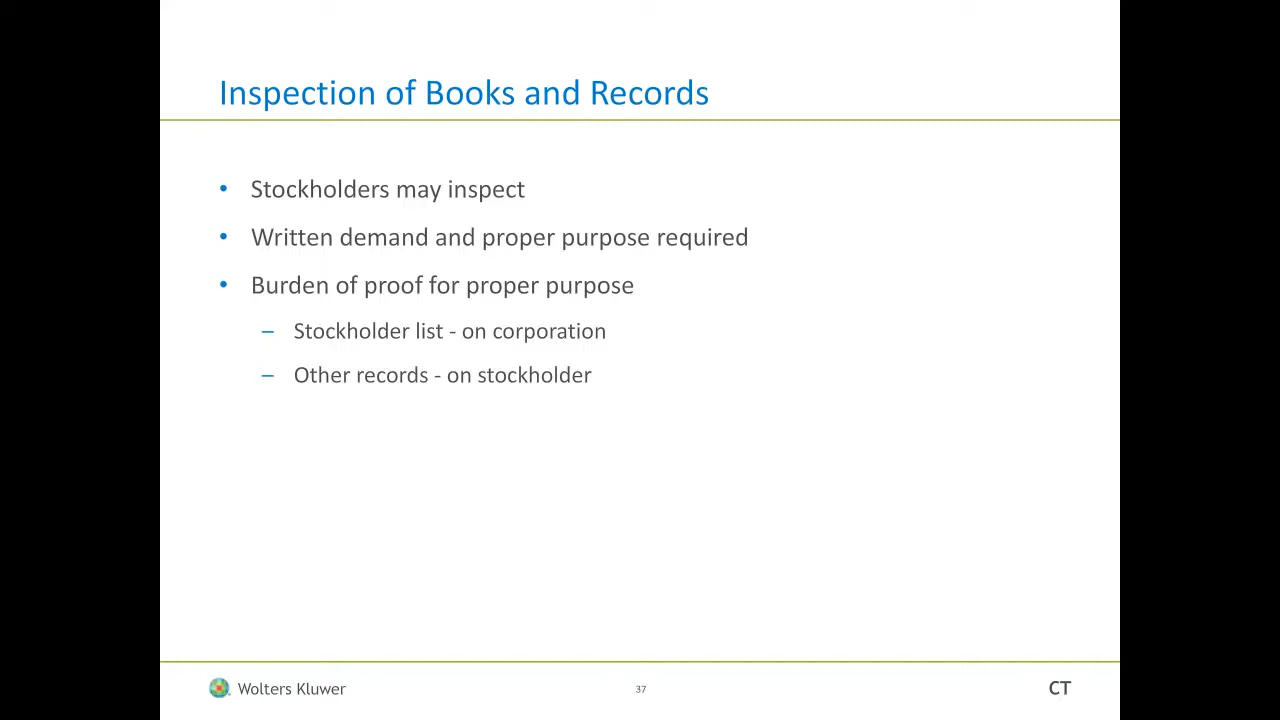 Inspection of Books and Records
• Stockholders may inspect
• Written demand and proper purpose required
• Burden of proof for proper purpose
– Stockholder list - on corporation
– Other records - on stockholder
Wolters Kluwer
37
CT